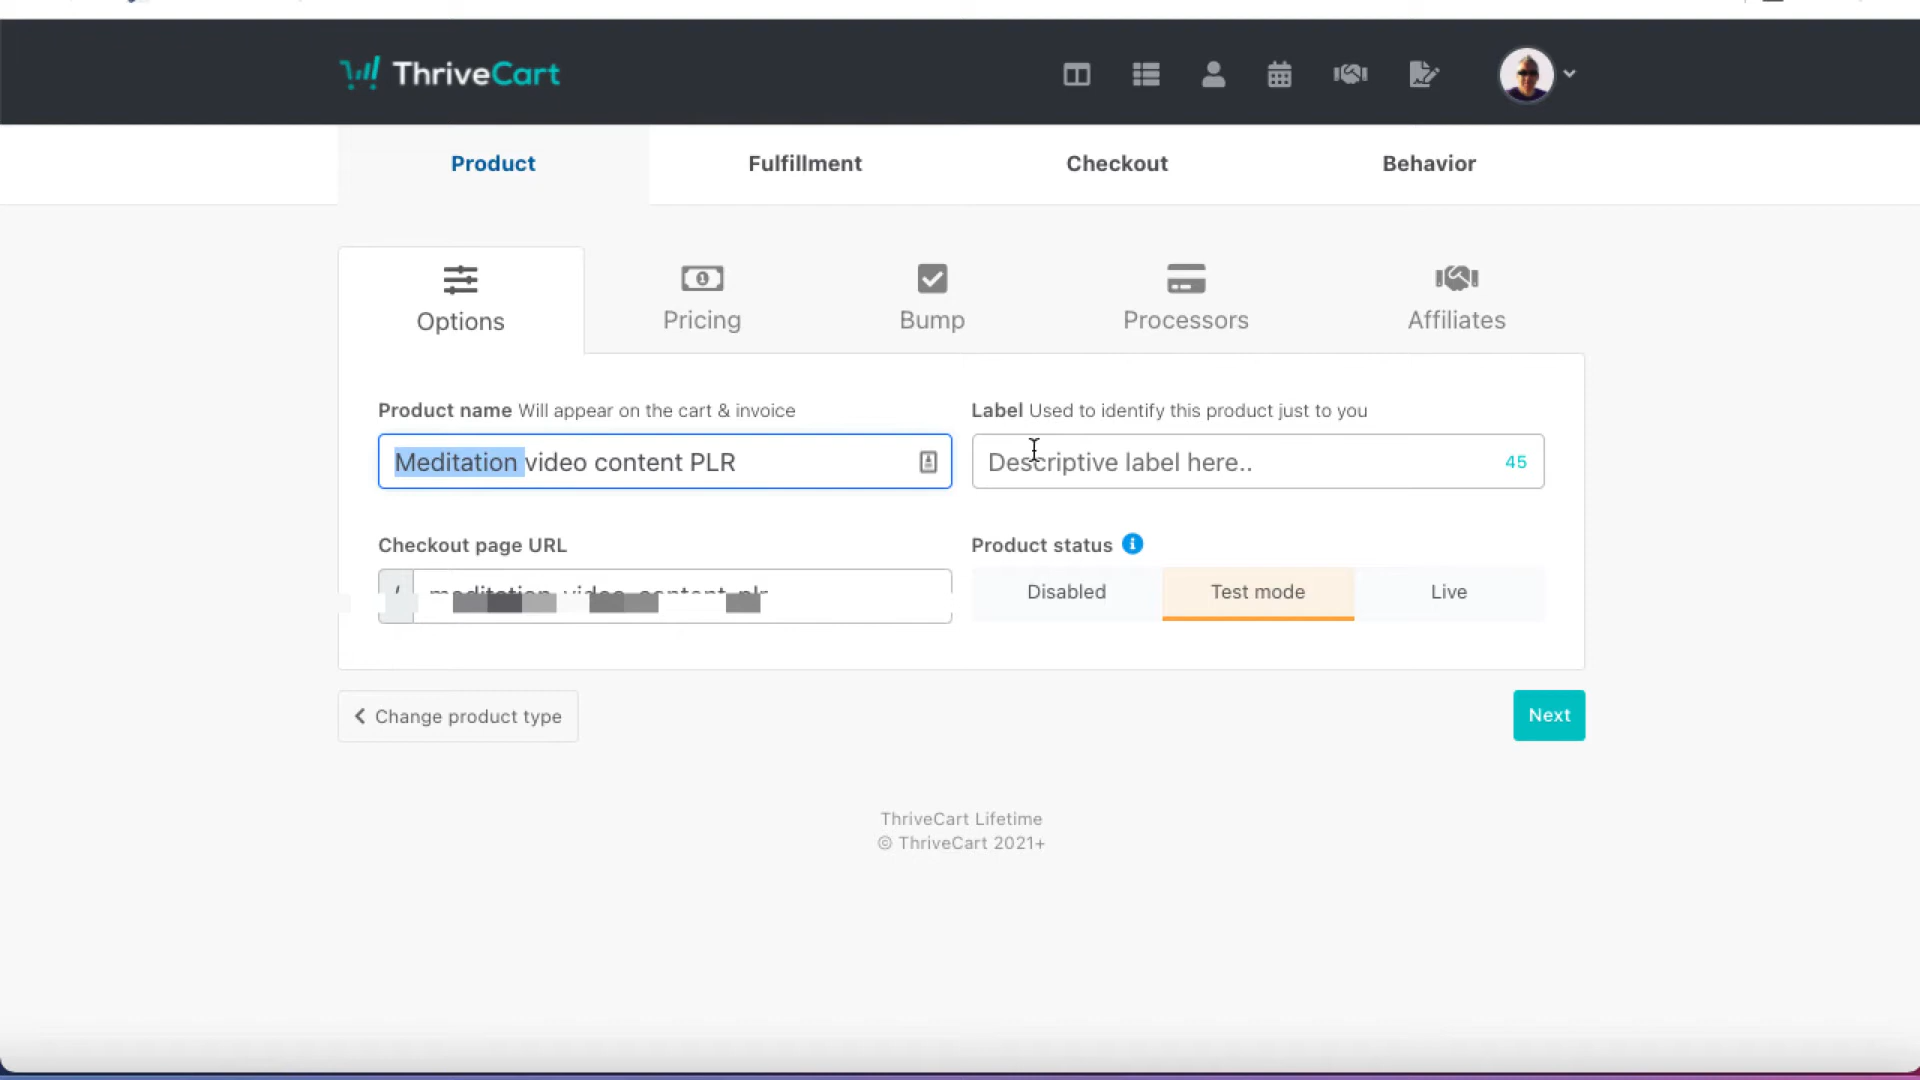 ThriveCart
Product Fulfillment Checkout Behavior
Options Pricing Bump Processors Affiliates
Product name Will appear on the cart & invoice
Label Used to identify this product just to you
Meditation video content PLR
Descriptive label here.. 45
Checkout page URL
Product status
Disabled Test mode Live
Change product type
Next
ThriveCart Lifetime
© ThriveCart 2021+